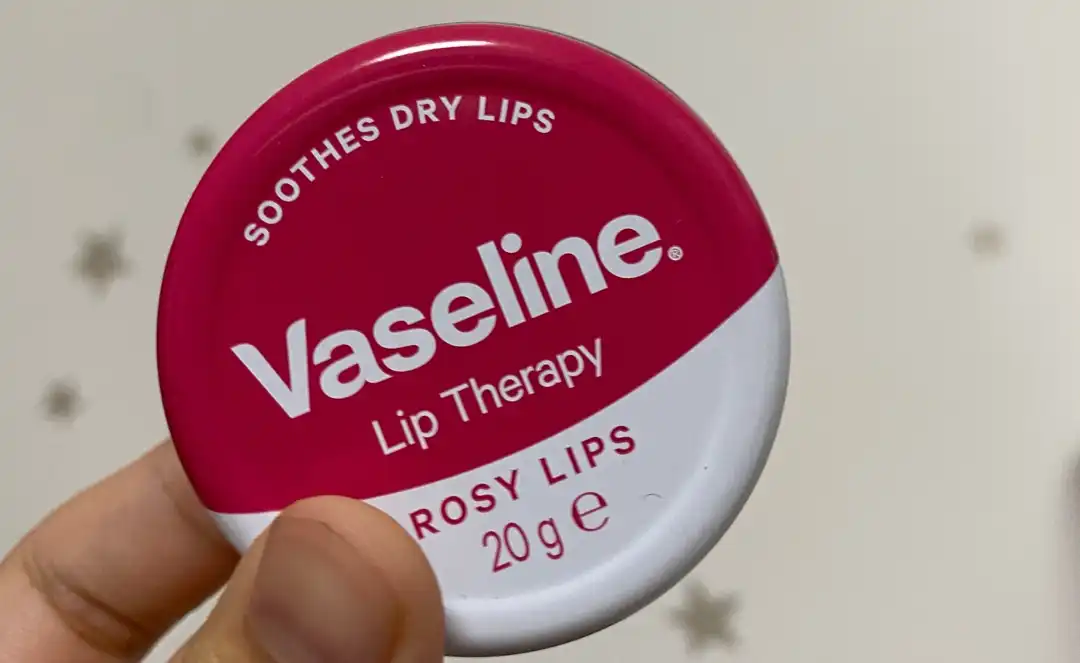 SOOTHES DRY LIPS
Vaseline®
Lip Therapy
ROSY LIPS
20 g ℮